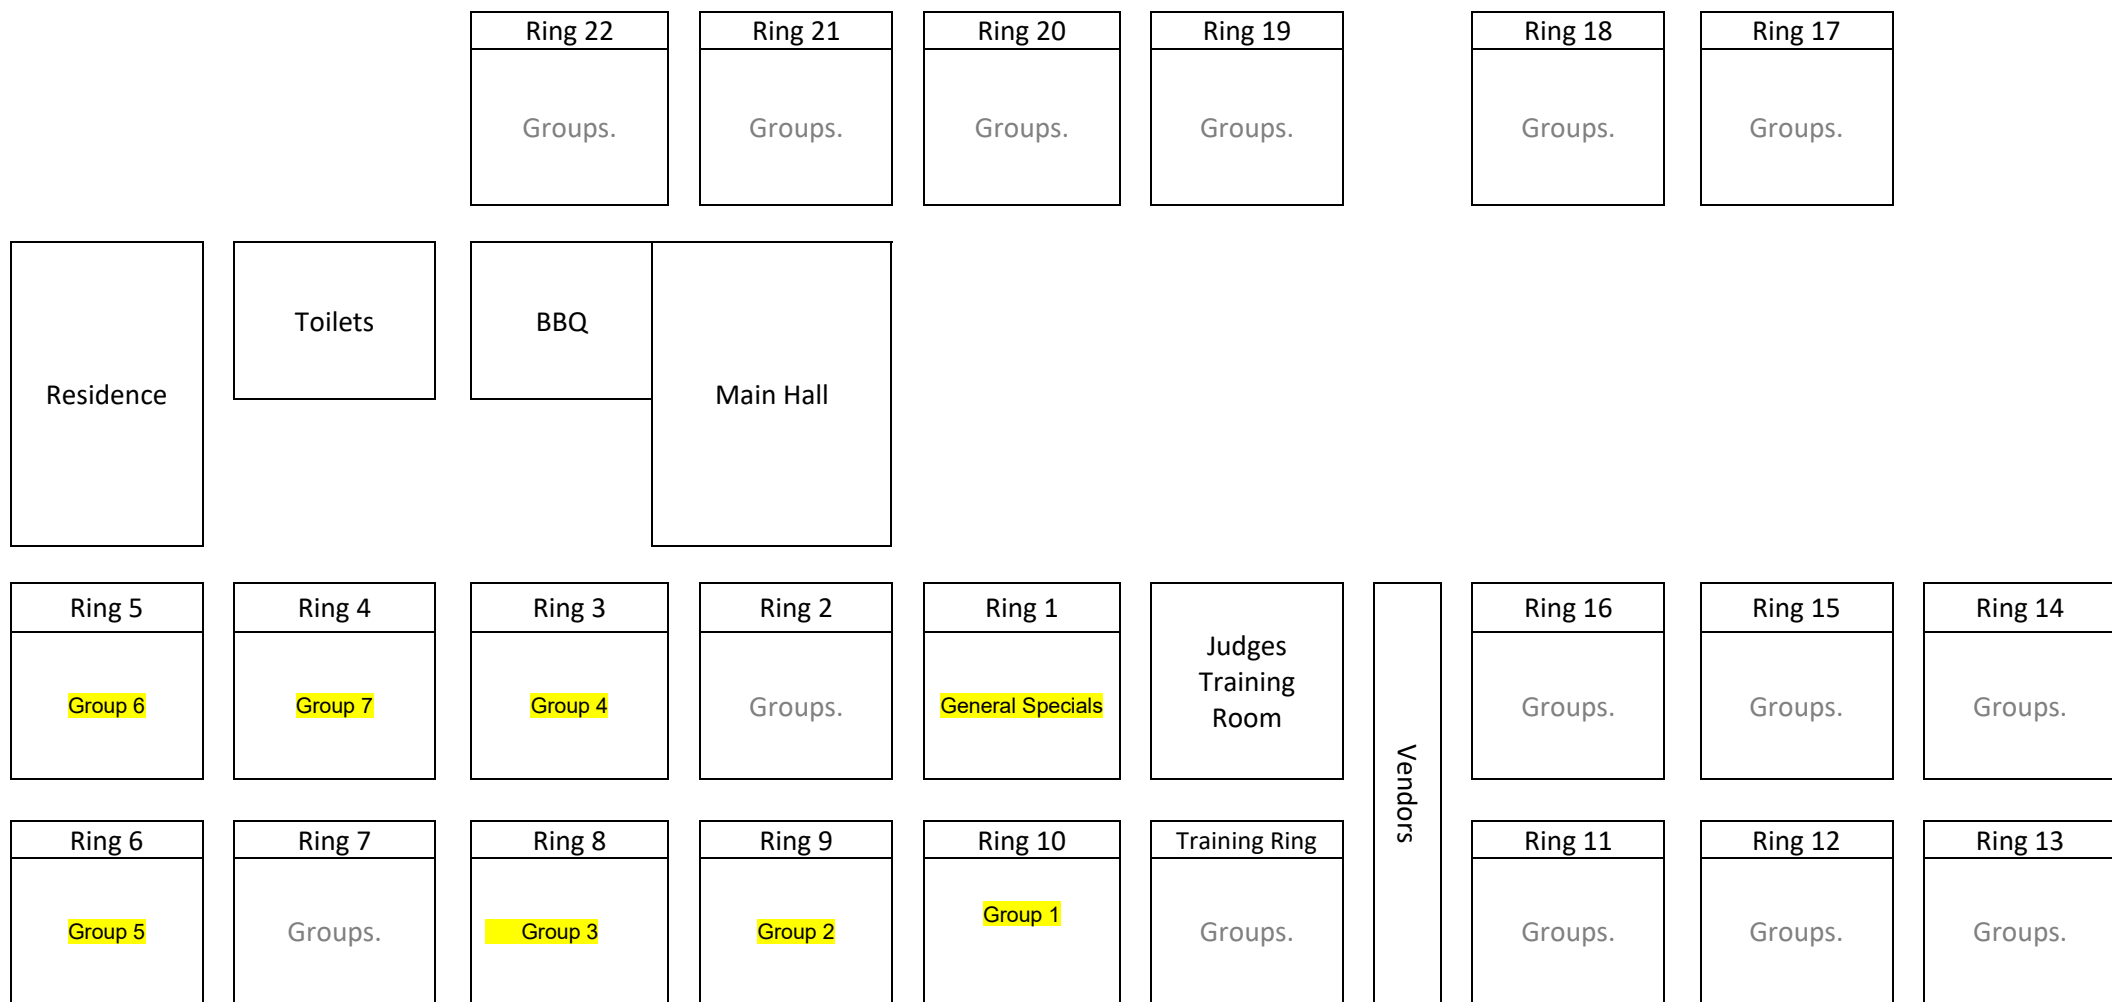 Ring 22
Ring 21
Ring 20
Ring 19
Ring 18
Ring 17
Groups.
Groups.
Groups.
Groups.
Groups.
Groups.
Residence
Toilets
BBQ
Main Hall
Ring 5
Ring 4
Ring 3
Ring 2
Ring 1
Judges
Training
Room
Vendors
Ring 16
Ring 15
Ring 14
Group 6
Group 7
Group 4
Groups.
General Specials
Groups.
Groups.
Groups.
Ring 6
Ring 7
Ring 8
Ring 9
Ring 10
Training Ring
Ring 11
Ring 12
Ring 13
Group 5
Groups.
Group 3
Group 2
Group 1
Groups.
Groups.
Groups.
Groups.